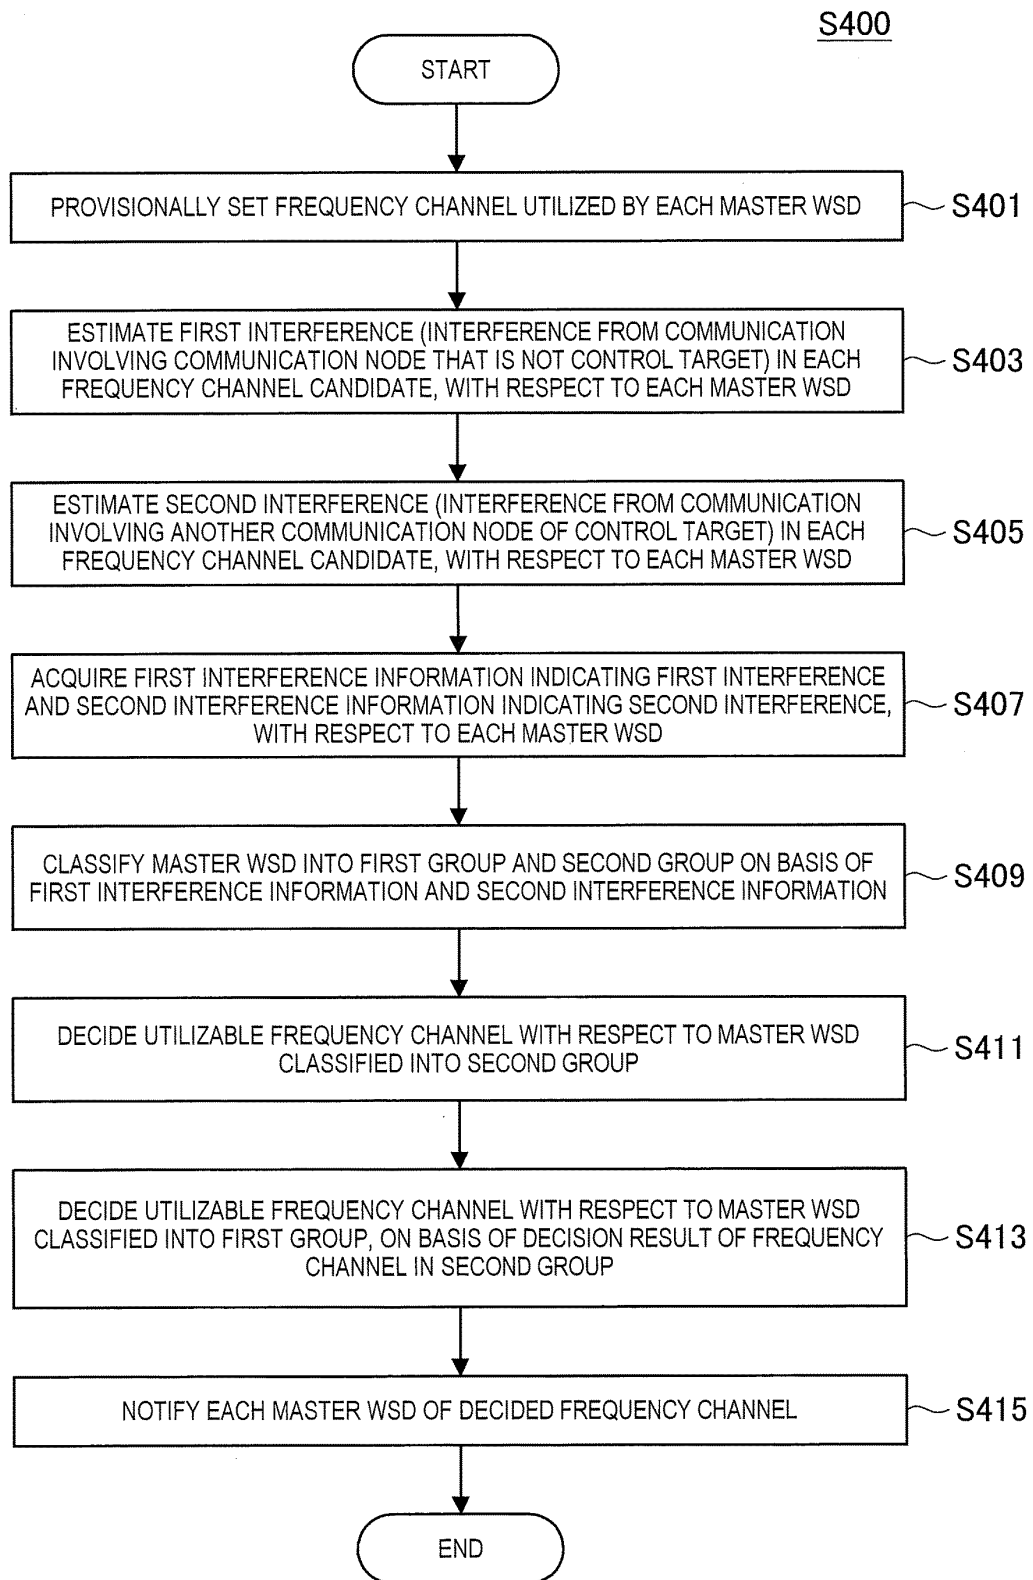 S400
START
PROVISIONALLY SET FREQUENCY CHANNEL UTILIZED BY EACH MASTER WSD
S401
ESTIMATE FIRST INTERFERENCE (INTERFERENCE FROM COMMUNICATION
INVOLVING COMMUNICATION NODE THAT IS NOT CONTROL TARGET) IN EACH
FREQUENCY CHANNEL CANDIDATE, WITH RESPECT TO EACH MASTER WSD
S403
ESTIMATE SECOND INTERFERENCE (INTERFERENCE FROM COMMUNICATION
INVOLVING ANOTHER COMMUNICATION NODE OF CONTROL TARGET) IN EACH
FREQUENCY CHANNEL CANDIDATE, WITH RESPECT TO EACH MASTER WSD
S405
ACQUIRE FIRST INTERFERENCE INFORMATION INDICATING FIRST INTERFERENCE
AND SECOND INTERFERENCE INFORMATION INDICATING SECOND INTERFERENCE,
WITH RESPECT TO EACH MASTER WSD
S407
CLASSIFY MASTER WSD INTO FIRST GROUP AND SECOND GROUP ON BASIS OF
FIRST INTERFERENCE INFORMATION AND SECOND INTERFERENCE INFORMATION
S409
DECIDE UTILIZABLE FREQUENCY CHANNEL WITH RESPECT TO MASTER WSD
CLASSIFIED INTO SECOND GROUP
S411
DECIDE UTILIZABLE FREQUENCY CHANNEL WITH RESPECT TO MASTER WSD
CLASSIFIED INTO FIRST GROUP, ON BASIS OF DECISION RESULT OF FREQUENCY
CHANNEL IN SECOND GROUP
S413
NOTIFY EACH MASTER WSD OF DECIDED FREQUENCY CHANNEL
S415
END